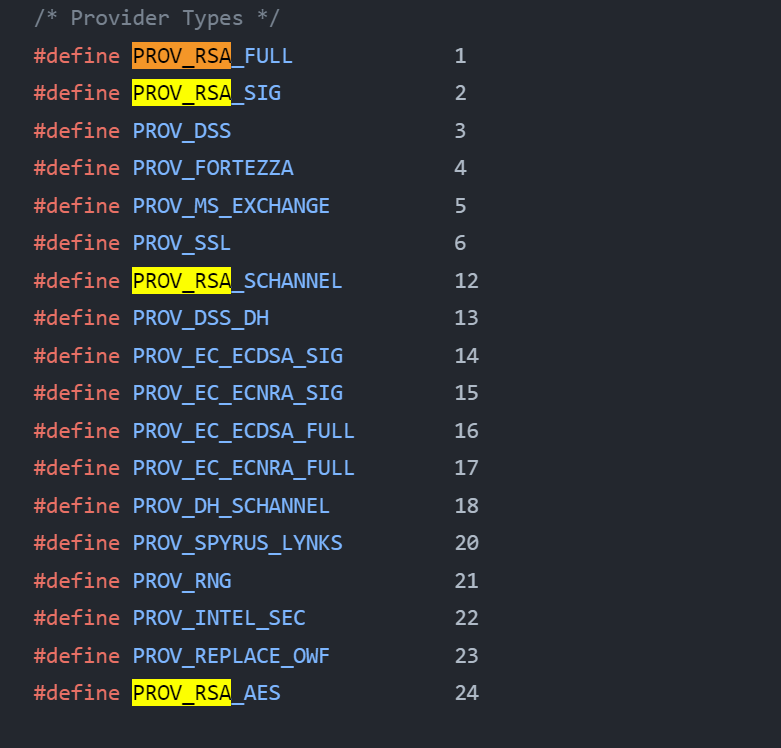 /* Provider Types */
#define PROV_RSA_FULL 1
#define PROV_RSA_SIG 2
#define PROV_DSS 3
#define PROV_FORTEZZA 4
#define PROV_MS_EXCHANGE 5
#define PROV_SSL 6
#define PROV_RSA_SCHANNEL 12
#define PROV_DSS_DH 13
#define PROV_EC_ECDSA_SIG 14
#define PROV_EC_ECNRA_SIG 15
#define PROV_EC_ECDSA_FULL 16
#define PROV_EC_ECNRA_FULL 17
#define PROV_DH_SCHANNEL 18
#define PROV_SPYRUS_LYNKS 20
#define PROV_RNG 21
#define PROV_INTEL_SEC 22
#define PROV_REPLACE_OWF 23
#define PROV_RSA_AES 24